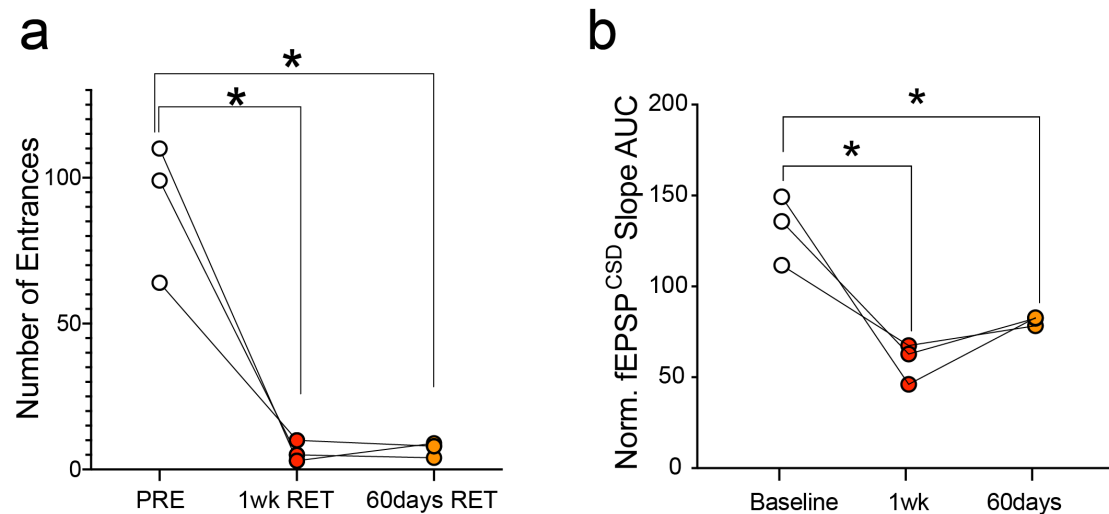 a
*
*
Number of Entrances
100
50
0
PRE 1wk RET 60days RET
b
*
*
Norm. fEPSP^CSD Slope AUC
200
150
100
50
0
Baseline 1wk 60days